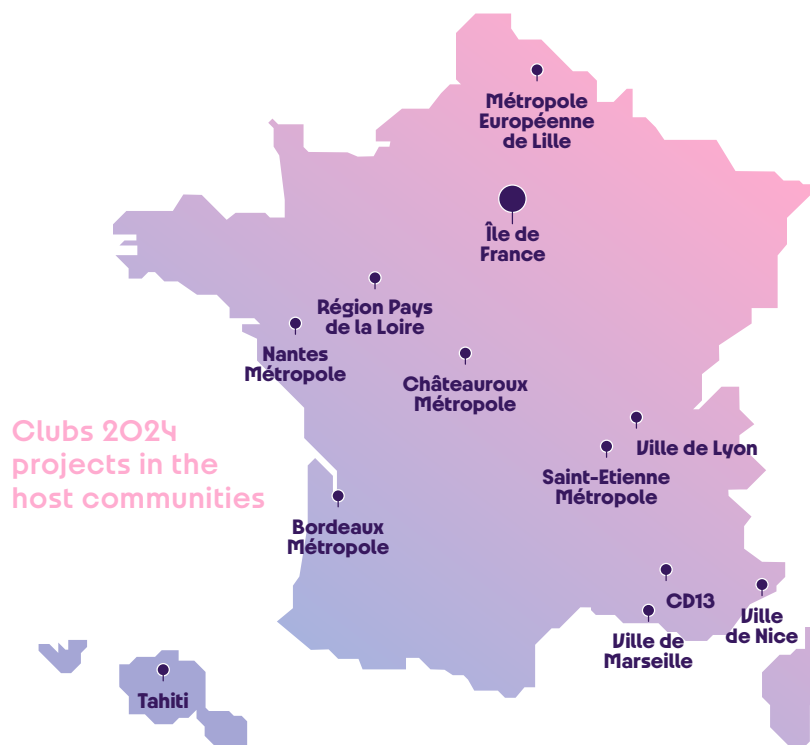 Métropole
Européenne
de Lille
Île de
France
Région Pays
de la Loire
Nantes
Métropole
Châteauroux
Métropole
Clubs 2024
projects in the
host communities
Ville de Lyon
Saint-Etienne
Métropole
Bordeaux
Métropole
CD13
Ville
de Nice
Ville de
Marseille
Tahiti